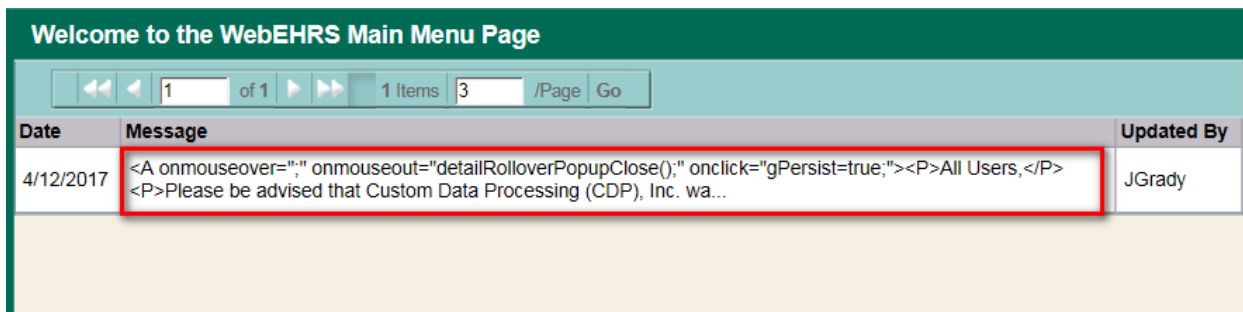 Welcome to the WebEHRS Main Menu Page
1 of 1 1 Items 3 /Page Go
Date Message Updated By
4/12/2017 <A onmouseover=";" onmouseout="detailRolloverPopupClose();" onclick="gPersist=true;"><P>All Users,</P> JGrady
<P>Please be advised that Custom Data Processing (CDP), Inc. wa...